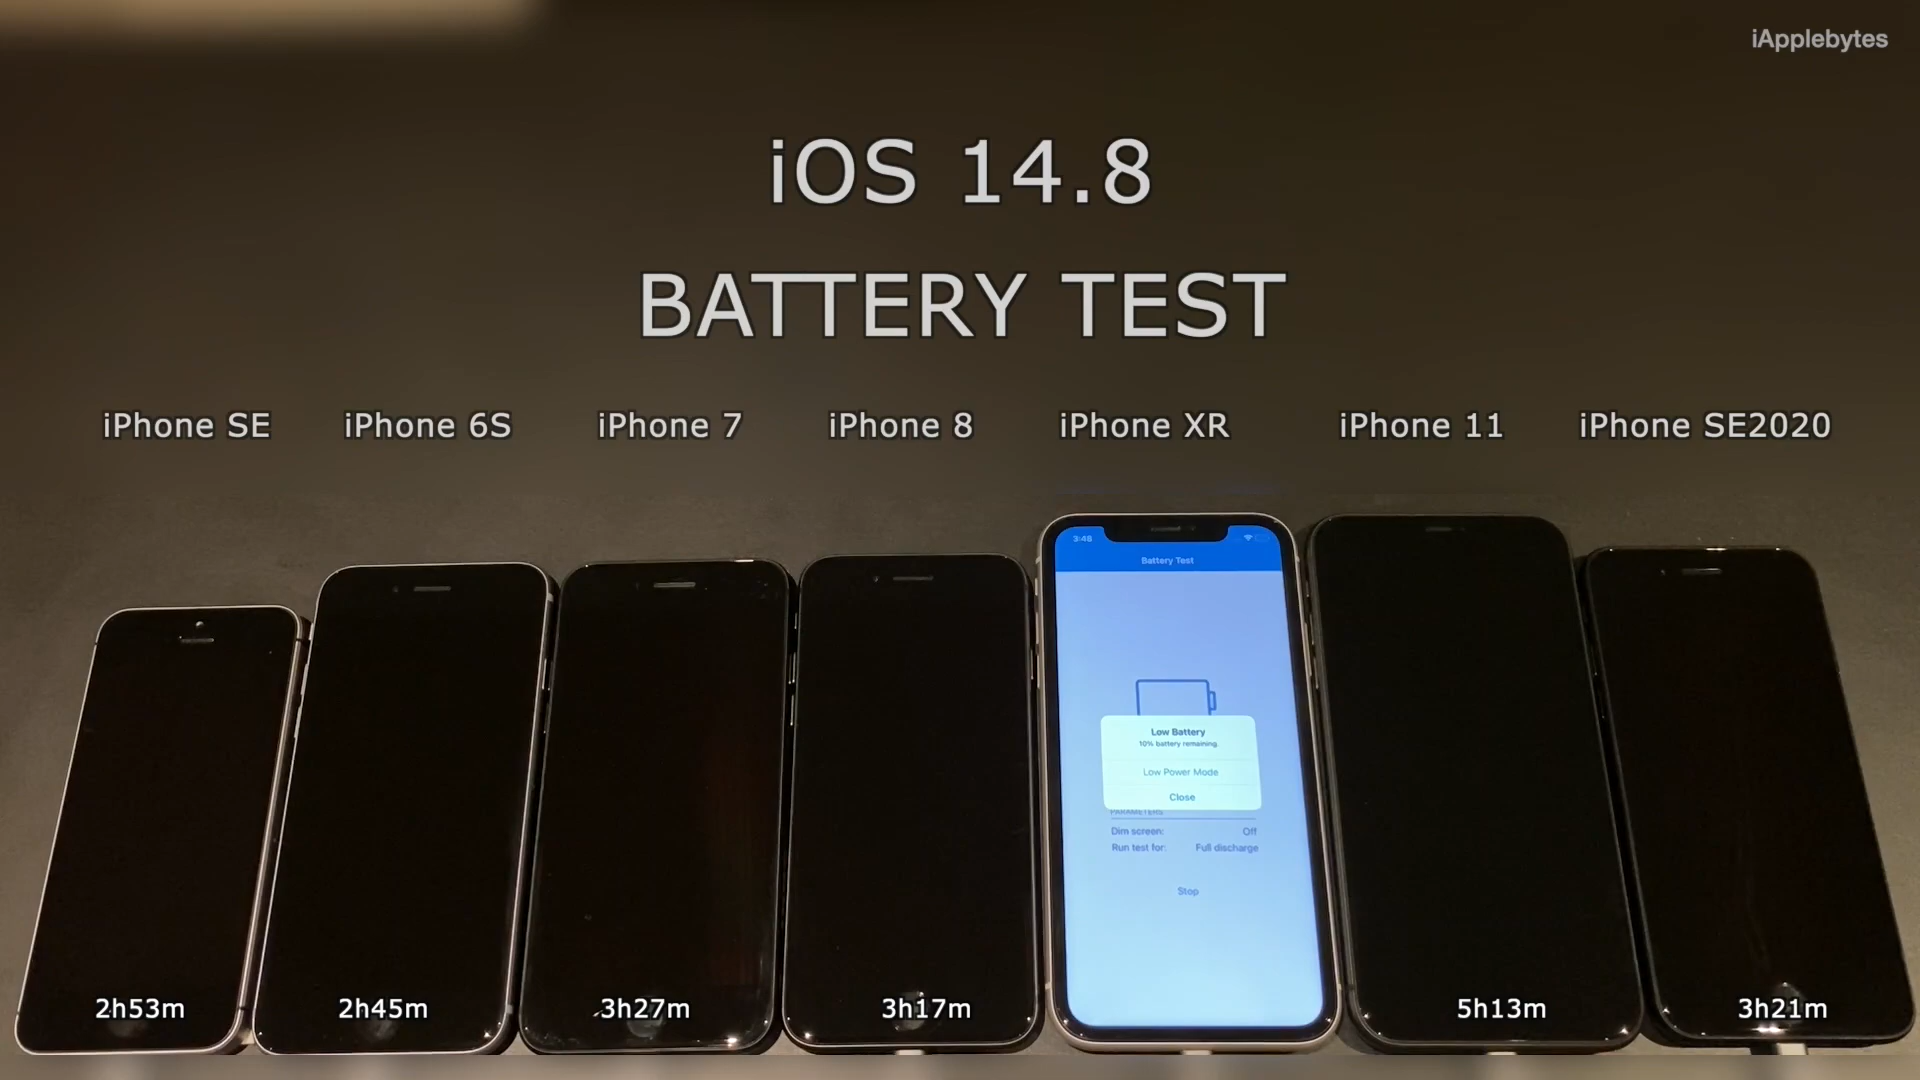 iApplebytes
iOS 14.8
BATTERY TEST
iPhone SE
iPhone 6S
iPhone 7
iPhone 8
iPhone XR
iPhone 11
iPhone SE2020
3:48
Battery Test
Low Battery
10% battery remaining
Low Power Mode
Close
PARAMETERS
Dim screen: Off
Run test for: Full discharge
Stop
2h53m
2h45m
3h27m
3h17m
5h13m
3h21m